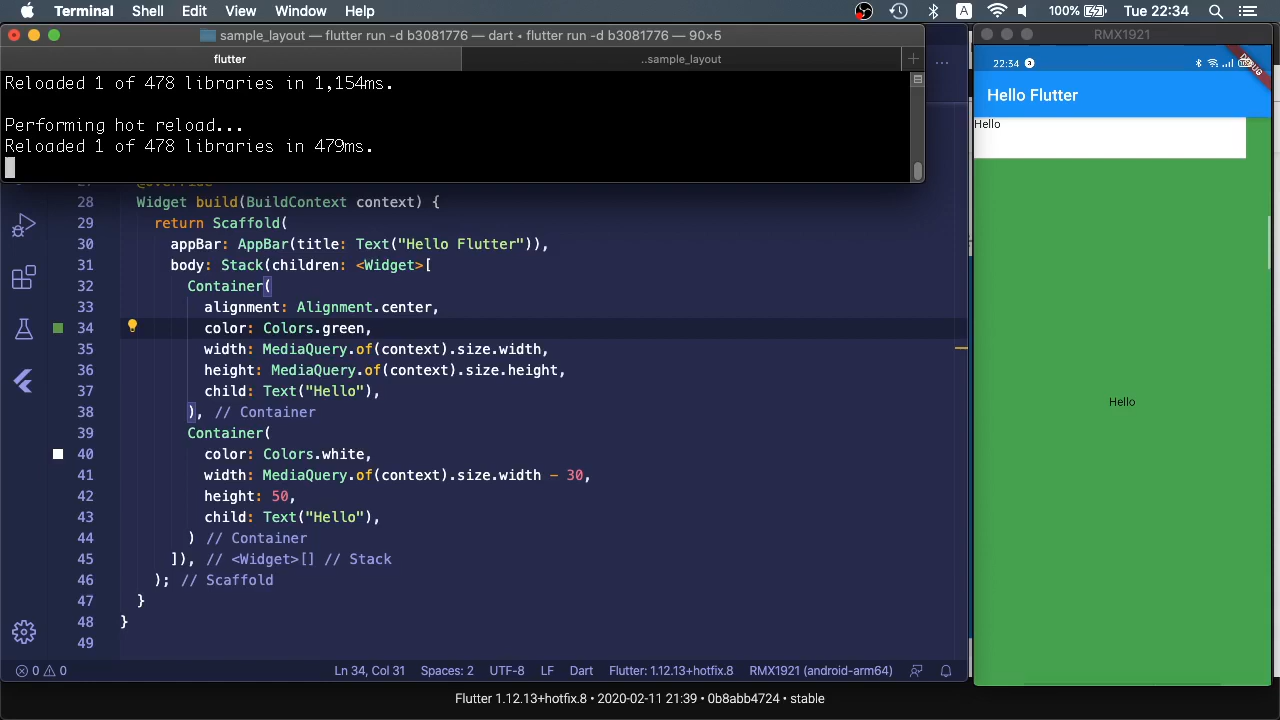 Terminal Shell Edit View Window Help
A 100% Tue 22:34
sample_layout — flutter run -d b3081776 — dart ◂ flutter run -d b3081776 — 90×5
flutter
..sample_layout
Reloaded 1 of 478 libraries in 1,154ms.
Performing hot reload...
Reloaded 1 of 478 libraries in 479ms.
28 Widget build(BuildContext context) {
29 return Scaffold(
30 appBar: AppBar(title: Text("Hello Flutter")),
31 body: Stack(children: <Widget>[
32 Container(
33 alignment: Alignment.center,
34 color: Colors.green,
35 width: MediaQuery.of(context).size.width,
36 height: MediaQuery.of(context).size.height,
37 child: Text("Hello"),
38 ), // Container
39 Container(
40 color: Colors.white,
41 width: MediaQuery.of(context).size.width - 30,
42 height: 50,
43 child: Text("Hello"),
44 ) // Container
45 ]), // <Widget>[] // Stack
46 ); // Scaffold
47 }
48 }
49
0 0 Ln 34, Col 31 Spaces: 2 UTF-8 LF Dart Flutter: 1.12.13+hotfix.8 RMX1921 (android-arm64)
Flutter 1.12.13+hotfix.8 • 2020-02-11 21:39 • 0b8abb4724 • stable
RMX1921
22:34 3
DEBUG
Hello Flutter
Hello
Hello